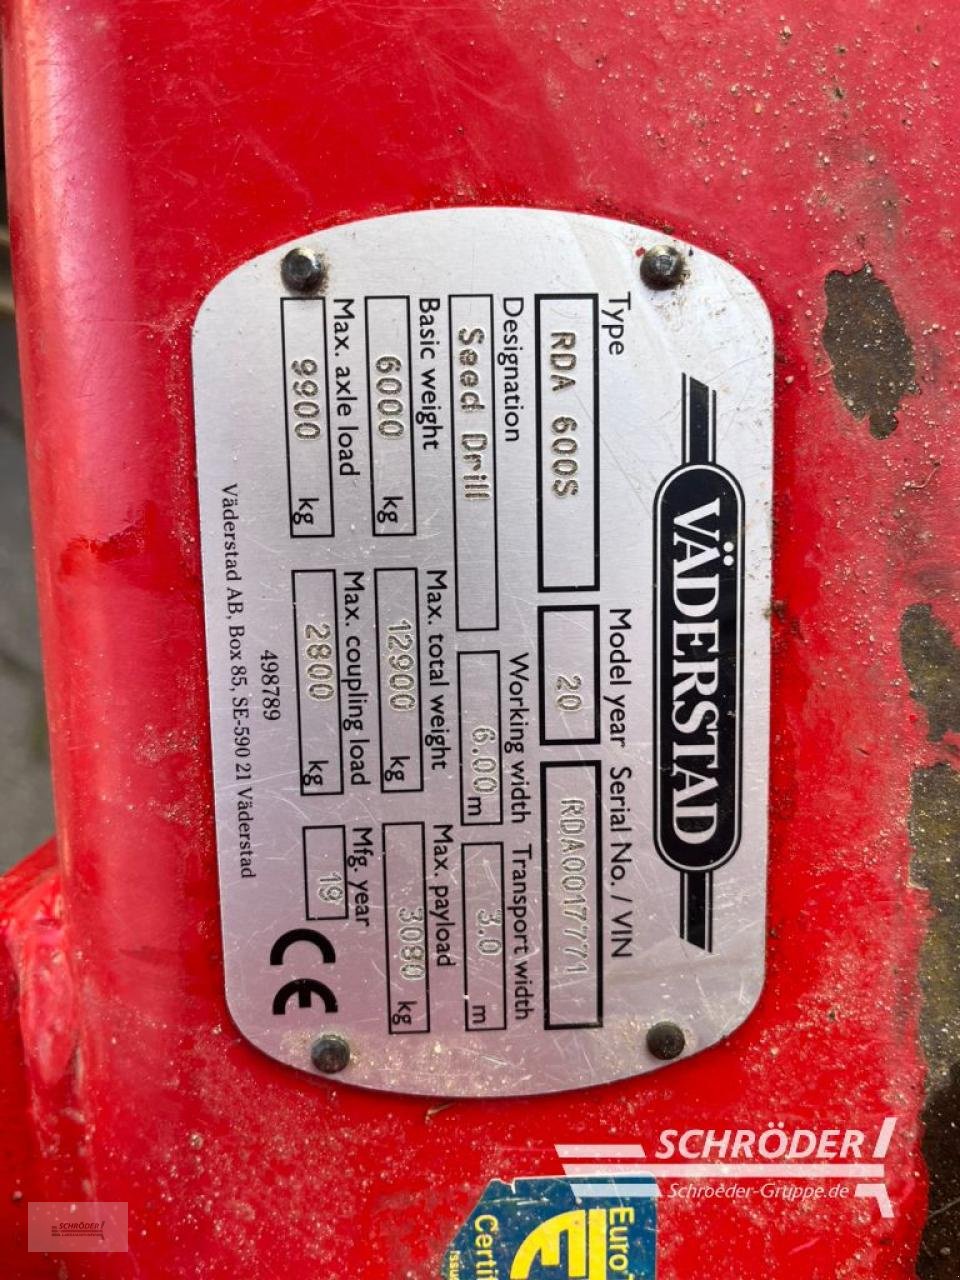 VÄDERSTAD
Type Model year Serial No. / VIN
RDA 600S 20 RDA0017771
Designation Working width Transport width
Seed Drill 6.00 m 3.0 m
Basic weight Max. total weight Max. payload
6000 kg 12900 kg 3080 kg
Max. axle load Max. coupling load Mfg. year
9900 kg 2800 kg 19 CE
498789
Väderstad AB, Box 85, SE-590 21 Väderstad
SCHRÖDER
Schroeder-Gruppe.de
Euro
Certifi
SCHRÖDER